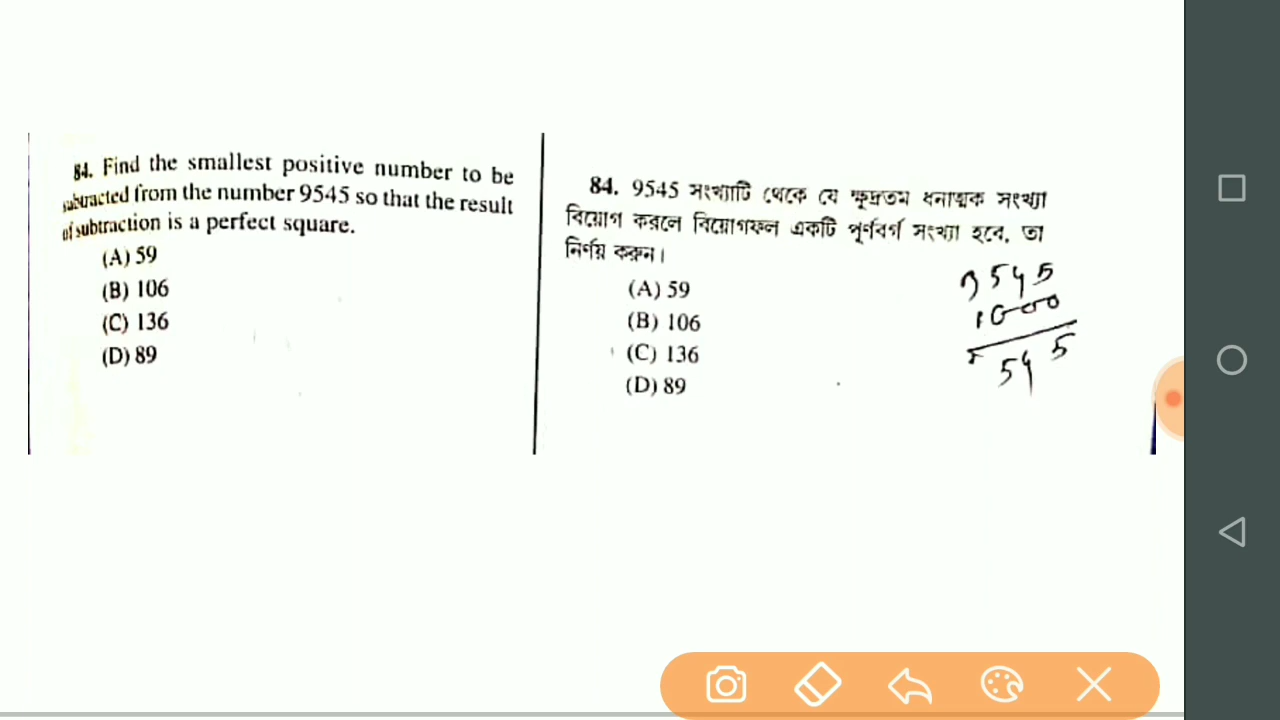 84. Find the smallest positive number to be
subtracted from the number 9545 so that the result
of subtraction is a perfect square.
(A) 59
(B) 106
(C) 136
(D) 89
84. 9545 সংখ্যাটি থেকে যে ক্ষুদ্রতম ধনাত্মক সংখ্যা
বিয়োগ করলে বিয়োগফল একটি পূর্ণবর্গ সংখ্যা হবে, তা
নির্ণয় করুন।
(A) 59
(B) 106
(C) 136
(D) 89
9545
1000
545